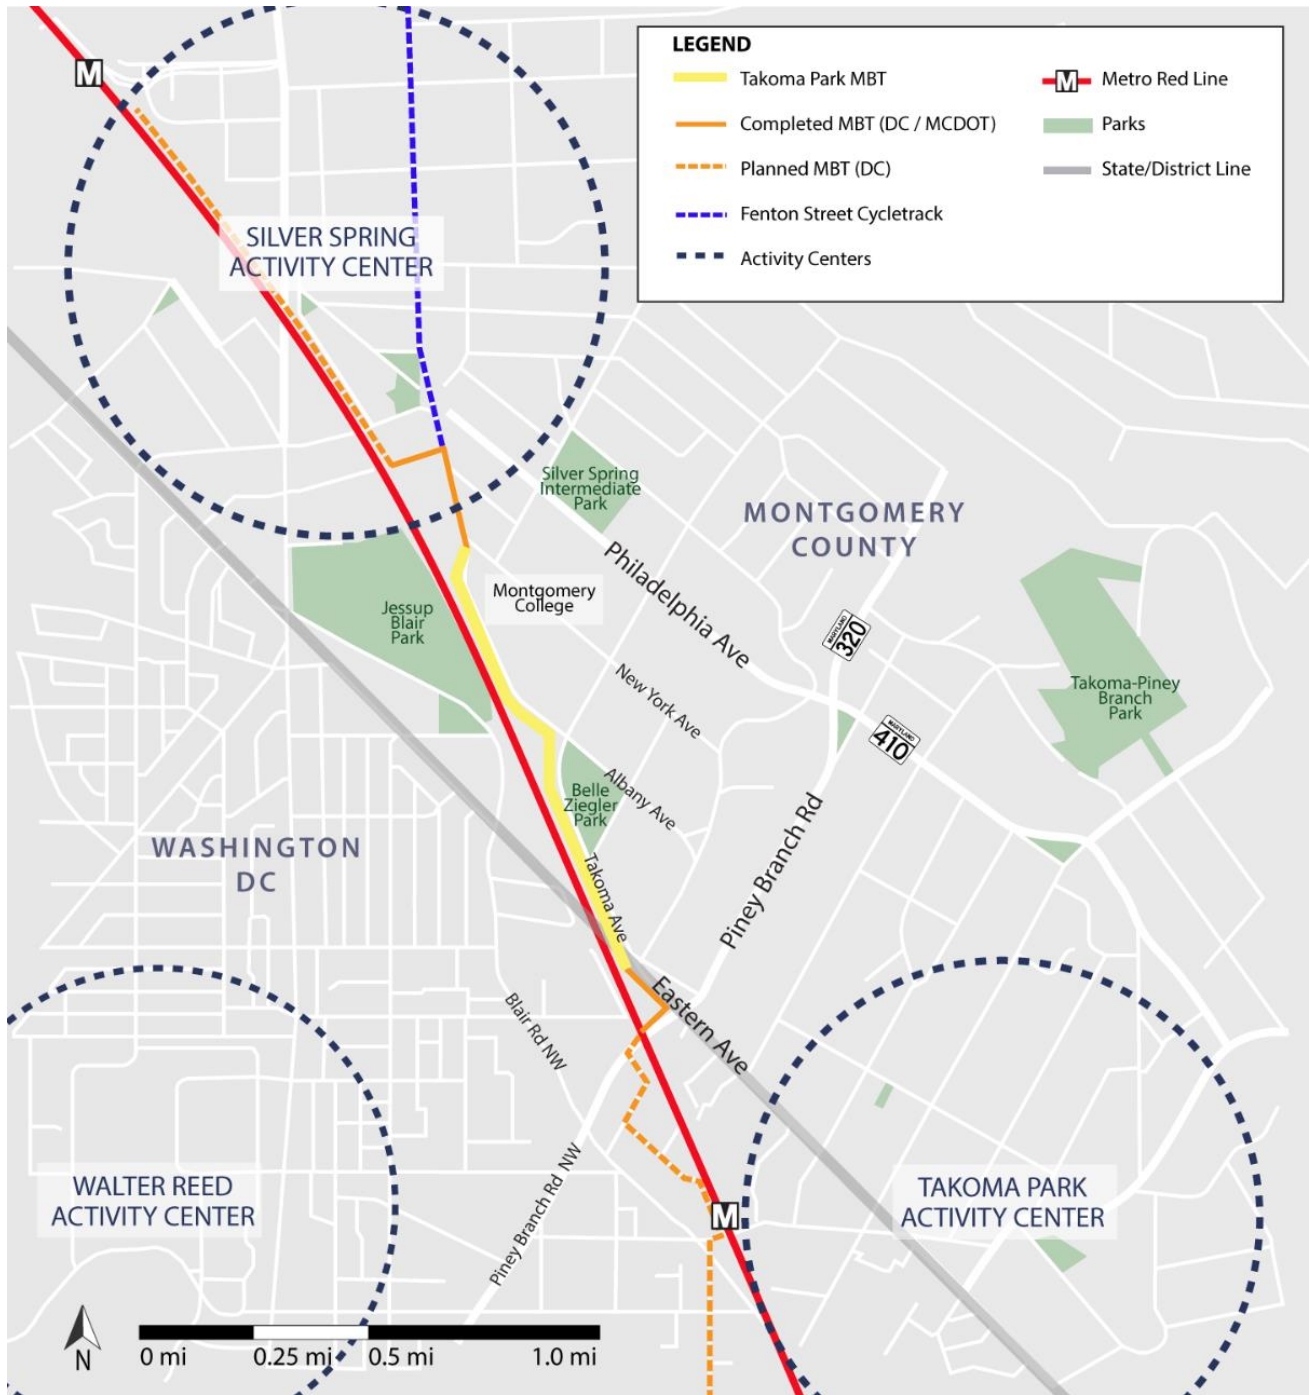 LEGEND
Takoma Park MBT
Completed MBT (DC / MCDOT)
Planned MBT (DC)
Fenton Street Cycletrack
Activity Centers
M
Metro Red Line
Parks
State/District Line
M
SILVER SPRING
ACTIVITY CENTER
Silver Spring
Intermediate
Park
MONTGOMERY
COUNTY
Philadelphia Ave
Montgomery
College
Jessup
Blair
Park
MARYLAND
320
New York Ave
Takoma-Piney
Branch
Park
MARYLAND
410
Belle
Ziegler
Park
Albany Ave
WASHINGTON
DC
Takoma Ave
Piney Branch Rd
Eastern Ave
Blair Rd NW
Piney Branch Rd NW
WALTER REED
ACTIVITY CENTER
TAKOMA PARK
ACTIVITY CENTER
M
N
0 mi 0.25 mi 0.5 mi 1.0 mi